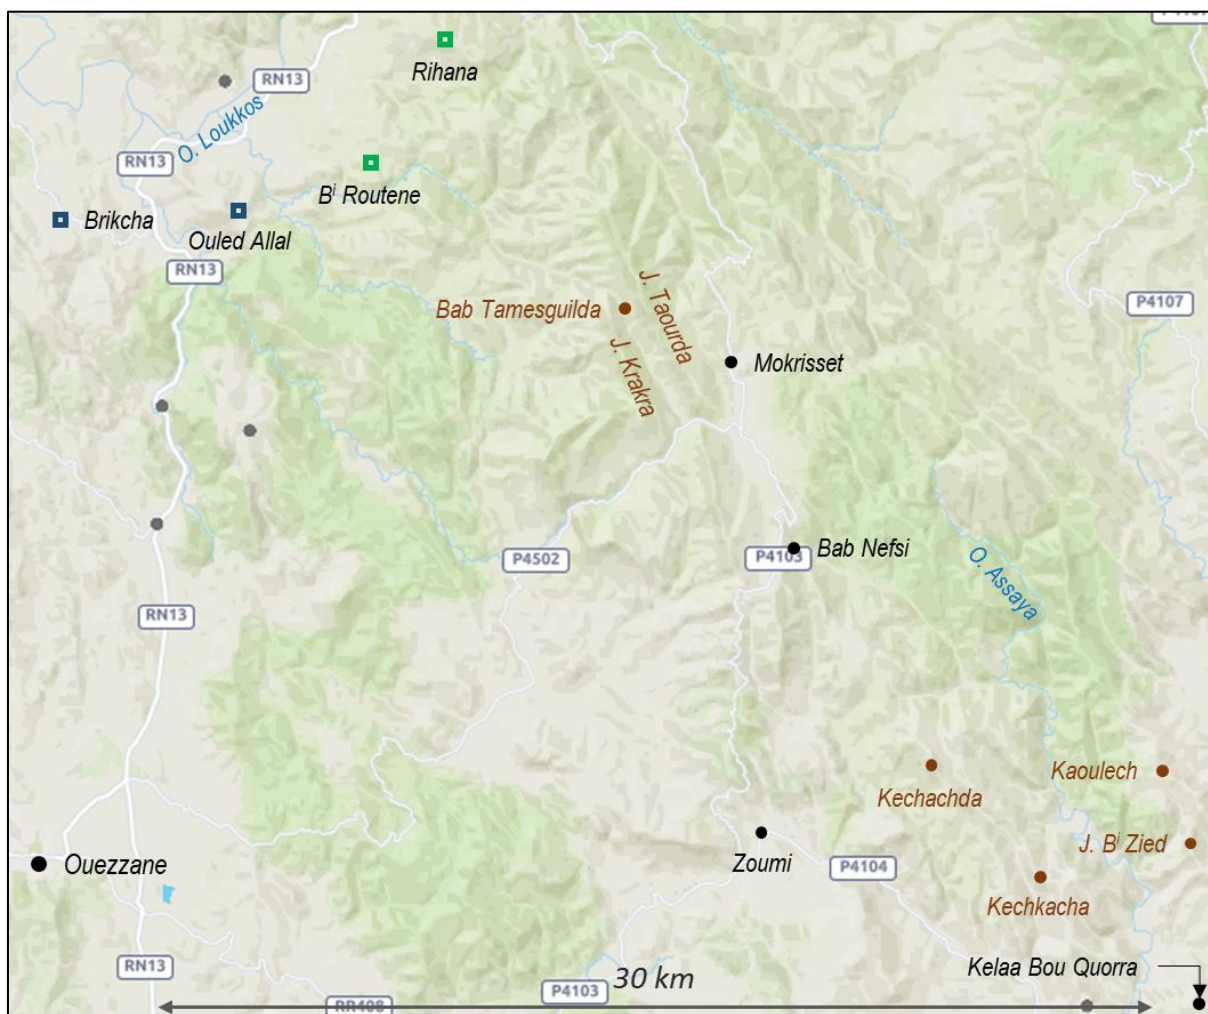 Rihana
RN13
O. Loukkos
RN13
Bⁱ Routene
Brikcha
Ouled Allal
RN13
J. Taourda
Bab Tamesguilda
P4107
J. Krakra
Mokrisset
P4502
P4103
Bab Nefsi
O. Assaya
RN13
Kaoulech
Kechachda
Zoumi
J. Bⁱ Zied
Ouezzane
P4104
Kechkacha
RN13
30 km
Kelaa Bou Quorra
P4103
RR408